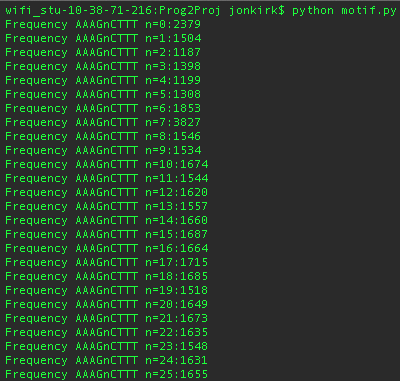 wifi_stu-10-38-71-216:Prog2Proj jonkirk$ python motif.py
Frequency AAAGnCTTT n=0:2379
Frequency AAAGnCTTT n=1:1504
Frequency AAAGnCTTT n=2:1187
Frequency AAAGnCTTT n=3:1398
Frequency AAAGnCTTT n=4:1199
Frequency AAAGnCTTT n=5:1308
Frequency AAAGnCTTT n=6:1853
Frequency AAAGnCTTT n=7:3827
Frequency AAAGnCTTT n=8:1546
Frequency AAAGnCTTT n=9:1534
Frequency AAAGnCTTT n=10:1674
Frequency AAAGnCTTT n=11:1544
Frequency AAAGnCTTT n=12:1620
Frequency AAAGnCTTT n=13:1557
Frequency AAAGnCTTT n=14:1660
Frequency AAAGnCTTT n=15:1687
Frequency AAAGnCTTT n=16:1664
Frequency AAAGnCTTT n=17:1715
Frequency AAAGnCTTT n=18:1685
Frequency AAAGnCTTT n=19:1518
Frequency AAAGnCTTT n=20:1649
Frequency AAAGnCTTT n=21:1673
Frequency AAAGnCTTT n=22:1635
Frequency AAAGnCTTT n=23:1548
Frequency AAAGnCTTT n=24:1631
Frequency AAAGnCTTT n=25:1655